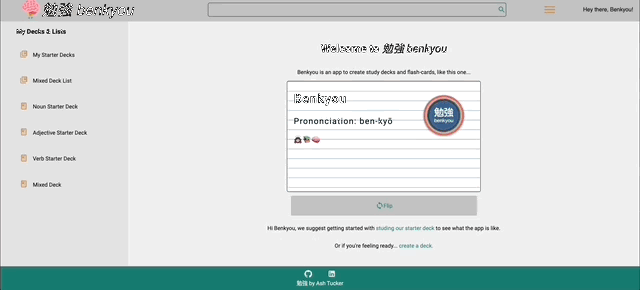 勉強 benkyou
Hey there, Benkyou!
My Decks & Lists
My Starter Decks
Mixed Deck List
Noun Starter Deck
Adjective Starter Deck
Verb Starter Deck
Mixed Deck
Welcome to 勉強 benkyou
Benkyou is an app to create study decks and flash-cards, like this one...
Benkyou
Prononciation: ben-kyō
勉強
benkyou
Flip
Hi Benkyou, we suggest getting started with studing our starter deck to see what the app is like.
Or if you're feeling ready... create a deck.
勉強 by Ash Tucker